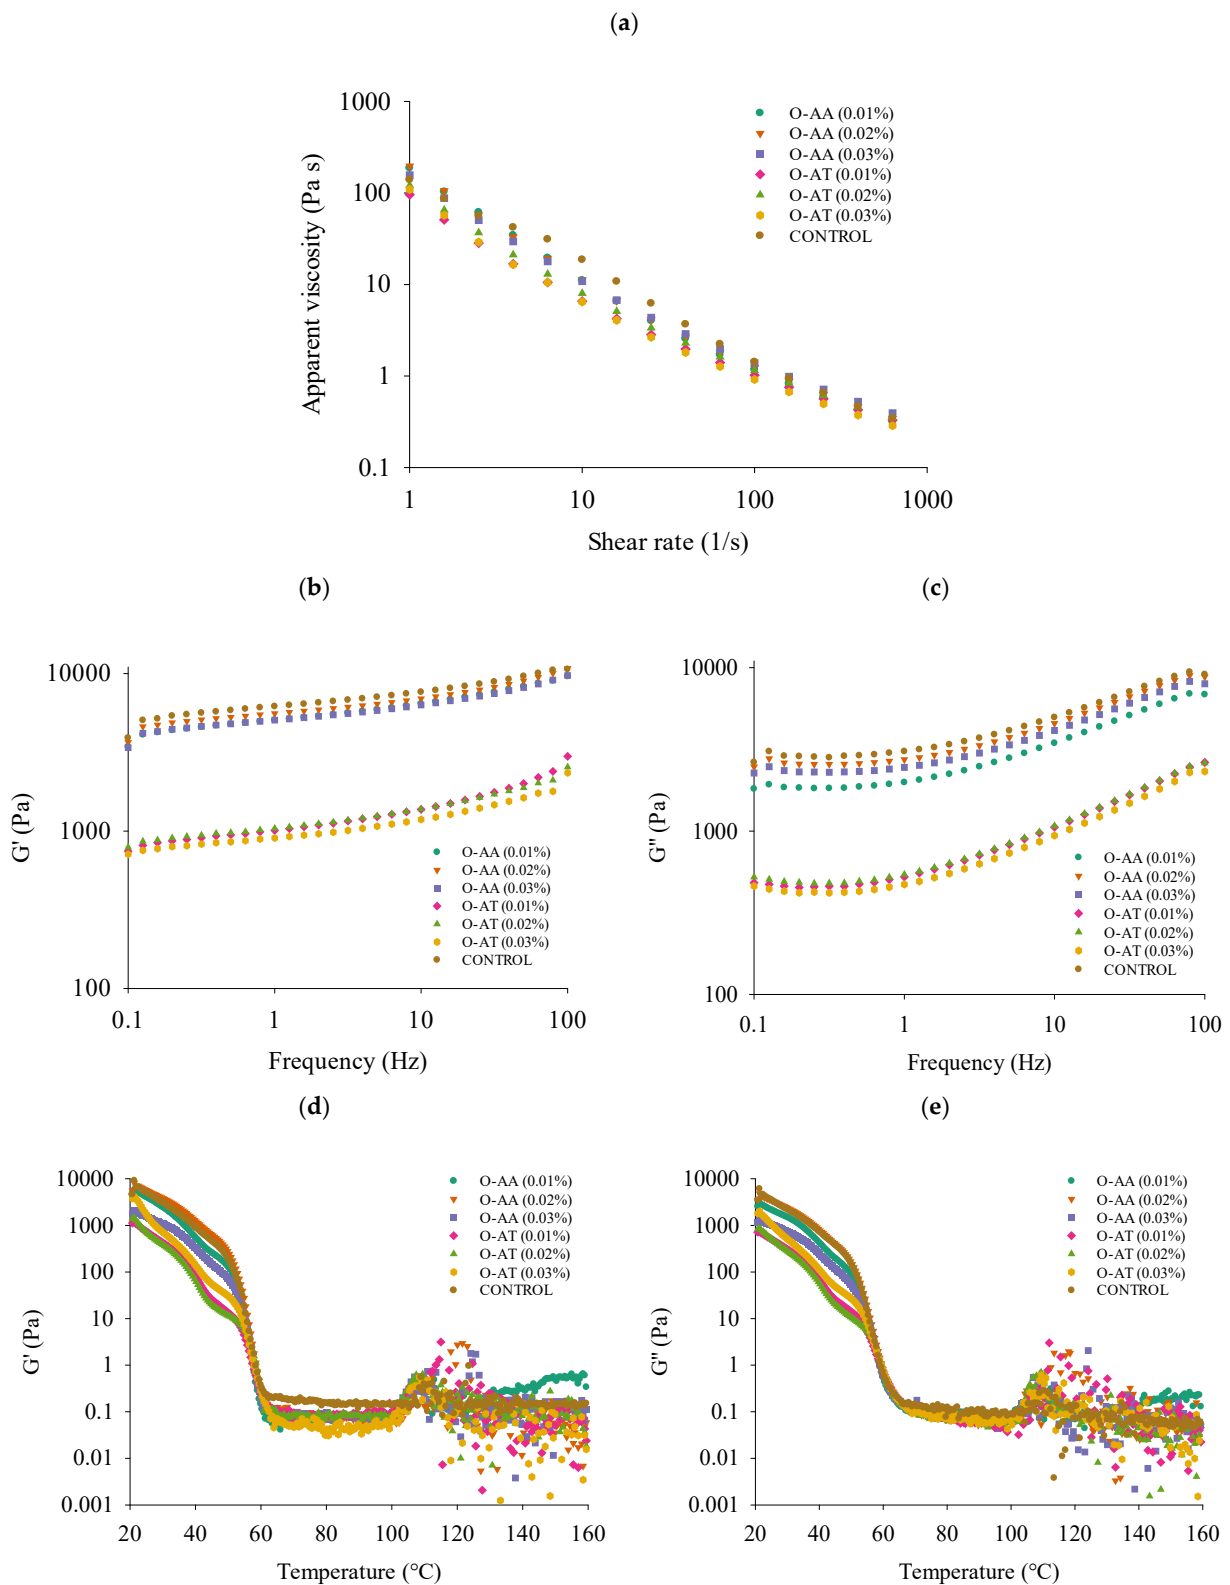 (a)
1000
100
10
1
0.1
Apparent viscosity (Pa s)
O-AA (0.01%)
O-AA (0.02%)
O-AA (0.03%)
O-AT (0.01%)
O-AT (0.02%)
O-AT (0.03%)
CONTROL
1 10 100 1000
Shear rate (1/s)
(b) (c)
10000
1000
100
G' (Pa)
O-AA (0.01%)
O-AA (0.02%)
O-AA (0.03%)
O-AT (0.01%)
O-AT (0.02%)
O-AT (0.03%)
CONTROL
0.1 1 10 100
Frequency (Hz)
10000
1000
100
G" (Pa)
O-AA (0.01%)
O-AA (0.02%)
O-AA (0.03%)
O-AT (0.01%)
O-AT (0.02%)
O-AT (0.03%)
CONTROL
0.1 1 10 100
Frequency (Hz)
(d) (e)
10000
1000
100
10
1
0.1
0.01
0.001
G' (Pa)
O-AA (0.01%)
O-AA (0.02%)
O-AA (0.03%)
O-AT (0.01%)
O-AT (0.02%)
O-AT (0.03%)
CONTROL
20 40 60 80 100 120 140 160
Temperature (°C)
10000
1000
100
10
1
0.1
0.01
0.001
G" (Pa)
O-AA (0.01%)
O-AA (0.02%)
O-AA (0.03%)
O-AT (0.01%)
O-AT (0.02%)
O-AT (0.03%)
CONTROL
20 40 60 80 100 120 140 160
Temperature (°C)